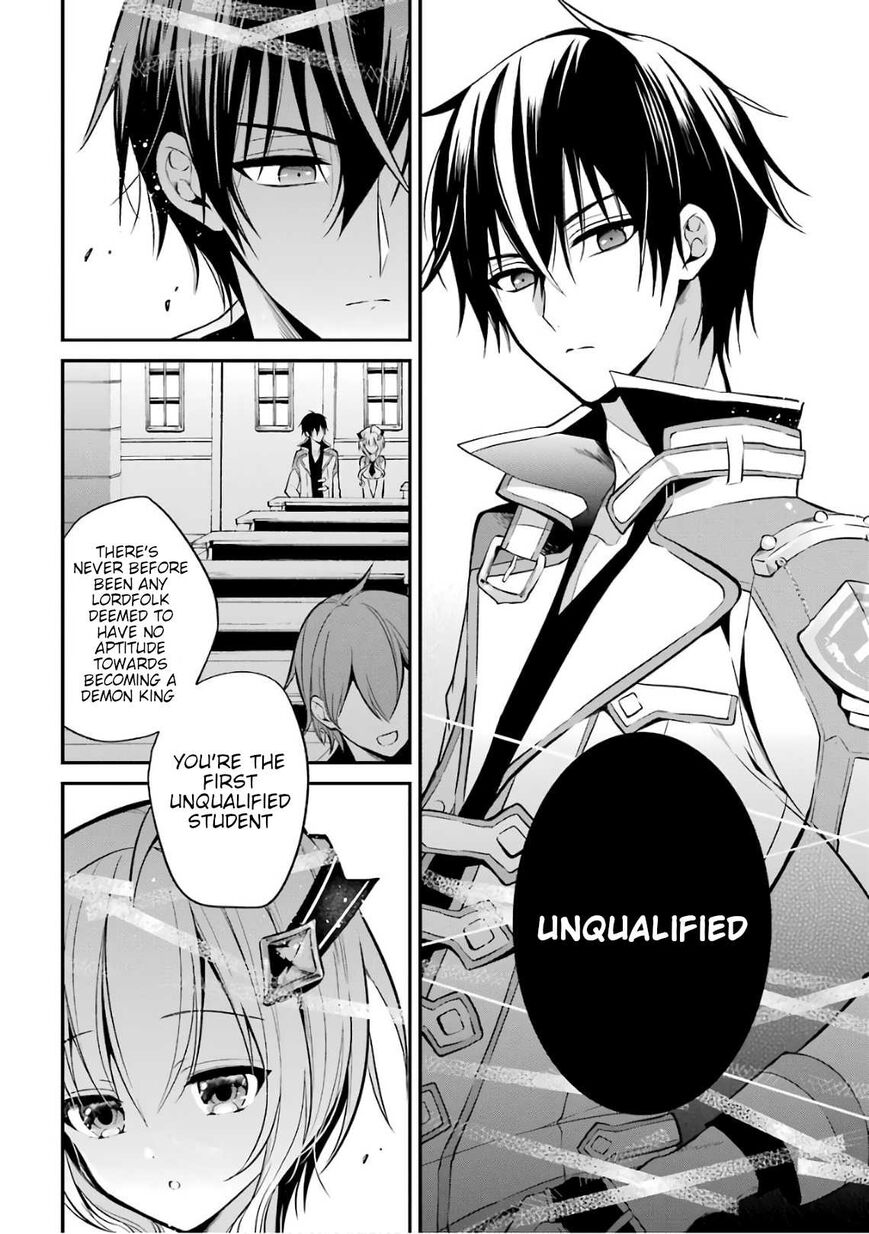 UNQUALIFIED
THERE'S
NEVER BEFORE
BEEN ANY
LORDFOLK
DEEMED TO
HAVE NO
APTITUDE
TOWARDS
BECOMING A
DEMON KING
YOU'RE THE
FIRST
UNQUALIFIED
STUDENT